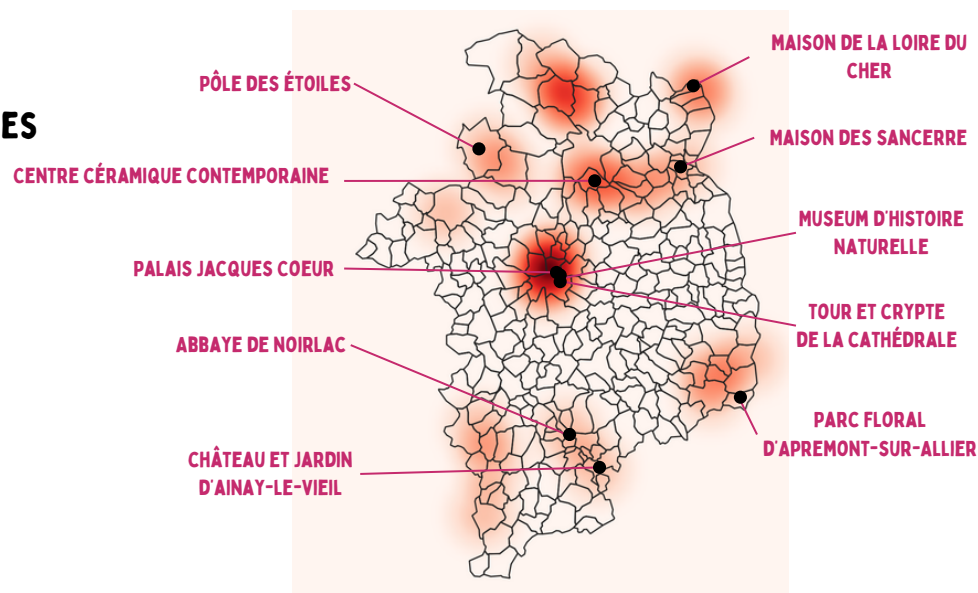 MAISON DE LA LOIRE DU
CHER
PÔLE DES ÉTOILES
ES
MAISON DES SANCERRE
CENTRE CÉRAMIQUE CONTEMPORAINE
MUSEUM D'HISTOIRE
NATURELLE
PALAIS JACQUES COEUR
TOUR ET CRYPTE
DE LA CATHÉDRALE
ABBAYE DE NOIRLAC
PARC FLORAL
D'APREMONT-SUR-ALLIER
CHÂTEAU ET JARDIN
D'AINAY-LE-VIEIL